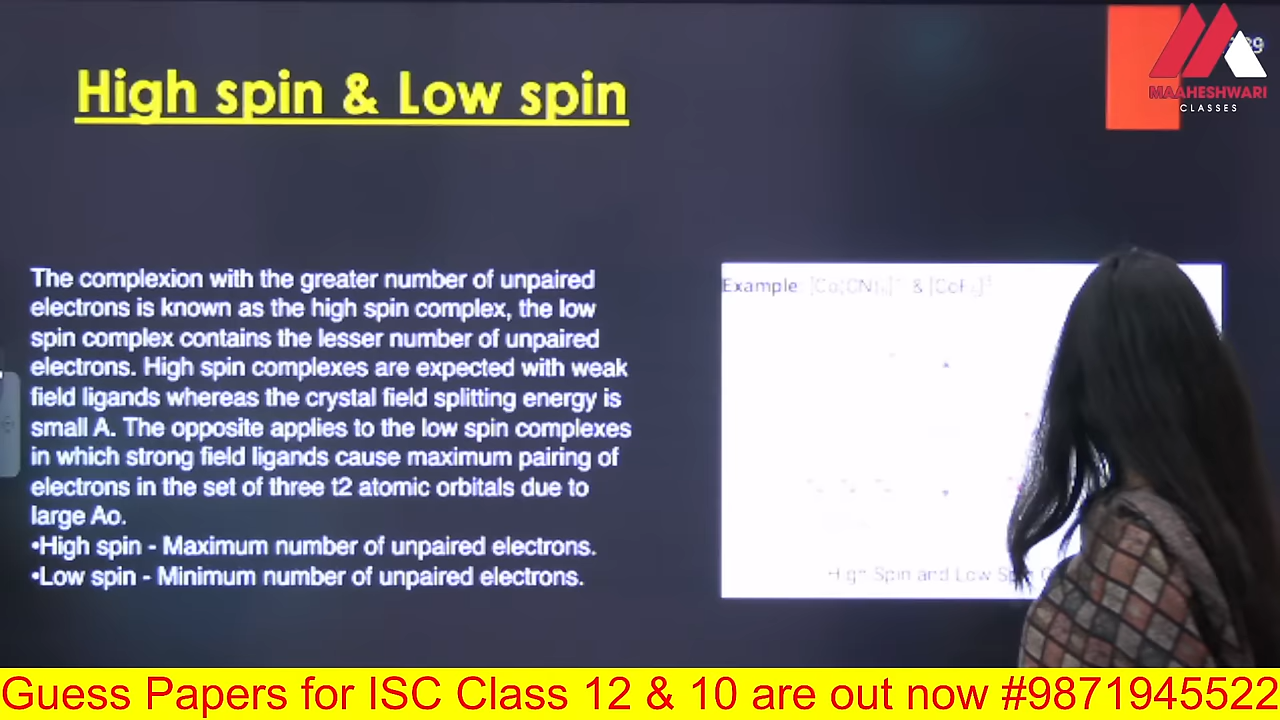 High spin & Low spin
MAAHESHWARI
CLASSES
The complexion with the greater number of unpaired
electrons is known as the high spin complex, the low
spin complex contains the lesser number of unpaired
electrons. High spin complexes are expected with weak
field ligands whereas the crystal field splitting energy is
small A. The opposite applies to the low spin complexes
in which strong field ligands cause maximum pairing of
electrons in the set of three t2 atomic orbitals due to
large Ao.
•High spin - Maximum number of unpaired electrons.
•Low spin - Minimum number of unpaired electrons.
Example
High Spin and Low Spin
Guess Papers for ISC Class 12 & 10 are out now #9871945522